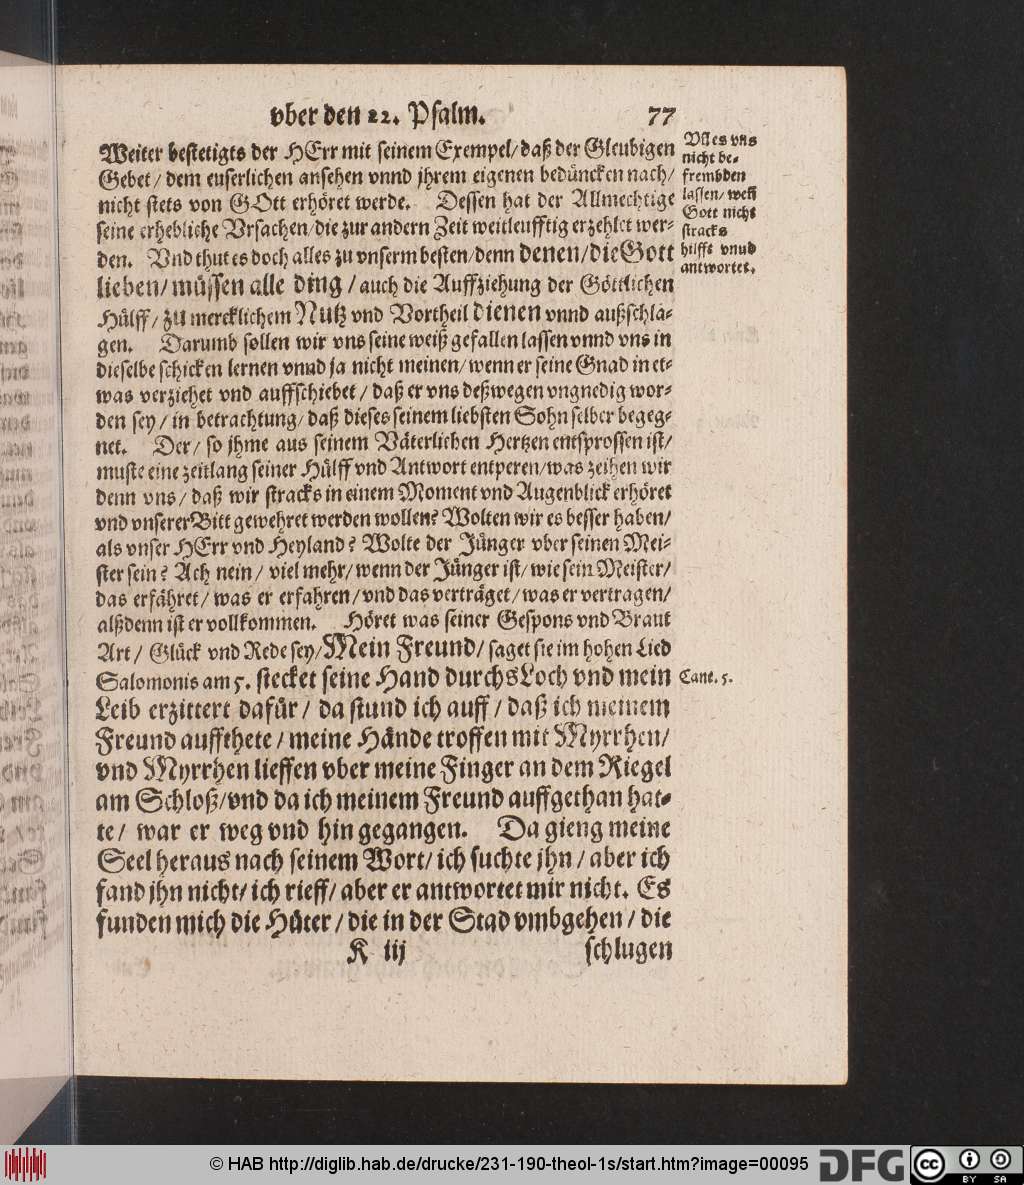 vber den 22. Psalm. 77
Weiter bestetigts der HErr mit seinem Exempel/ daß der Gleubigen
Gebet/ dem euserlichen ansehen vnnd jhrem eigenen bedüncken nach/
nicht stets von GOtt erhöret werde. Dessen hat der Allmechtige
seine erhebliche Vrsachen/ die zur andern Zeit weitleufftig erzehlet wer-
den. Vnd thut es doch alles zu vnserm besten/ denn denen/ die Gott
lieben/ müssen alle ding/ auch die Auffziehung der Göttlichen
Hülff/ zu mercklichem Nutz vnd Vortheil dienen vnnd außschla-
gen. Darumb sollen wir vns seine weiß gefallen lassen vnnd vns in
dieselbe schicken lernen vnnd ja nicht meinen/ wenn er seine Gnad in et-
was verziehet vnd auffschiebet/ daß er vns deßwegen vngnedig wor-
den sey/ in betrachtung/ daß dieses seinem liebsten Sohn selber begeg-
net. Der/ so jhme aus seinem Väterlichen Hertzen entsprossen ist/
muste eine zeitlang seiner Hülff vnd Antwort entperen/ was zeihen wir
denn vns/ daß wir stracks in einem Moment vnd Augenblick erhöret
vnd vnserer Bitt gewehret werden wollen? Wolten wir es besser haben/
als vnser HErr vnd Heyland? Wolte der Jünger vber seinen Mei-
ster sein? Ach nein/ viel mehr/ wenn der Jünger ist/ wie sein Meister/
das erfähret/ was er erfahren/ vnd das verträget/ was er vertragen/
alßdenn ist er vollkommen. Höret was seiner Gespons vnd Braut
Art/ Glück vnd Rede sey/ Mein Freund/ saget sie im hohen Lied
Salomonis am 5. stecket seine Hand durchs Loch vnd mein
Leib erzittert dafür/ da stund ich auff/ daß ich meinem
Freund auffthete/ meine Hände troffen mit Myrrhen/
vnd Myrrhen lieffen vber meine Finger an dem Riegel
am Schloß/ vnd da ich meinem Freund auffgethan hat-
te/ war er weg vnd hin gegangen. Da gieng meine
Seel heraus nach seinem Wort/ ich suchte jhn/ aber ich
fand jhn nicht/ ich rieff/ aber er antwortet mir nicht. Es
funden mich die Hüter/ die in der Stad vmbgehen/ die
K iij schlugen
Vns
nicht be-
frembden
lassen/ weñ
Gott nicht
stracks
hilfft vnnd
antwortet.
Cant. 5.
© HAB http://diglib.hab.de/drucke/231-190-theol-1s/start.htm?image=00095
DFG
cc BY SA